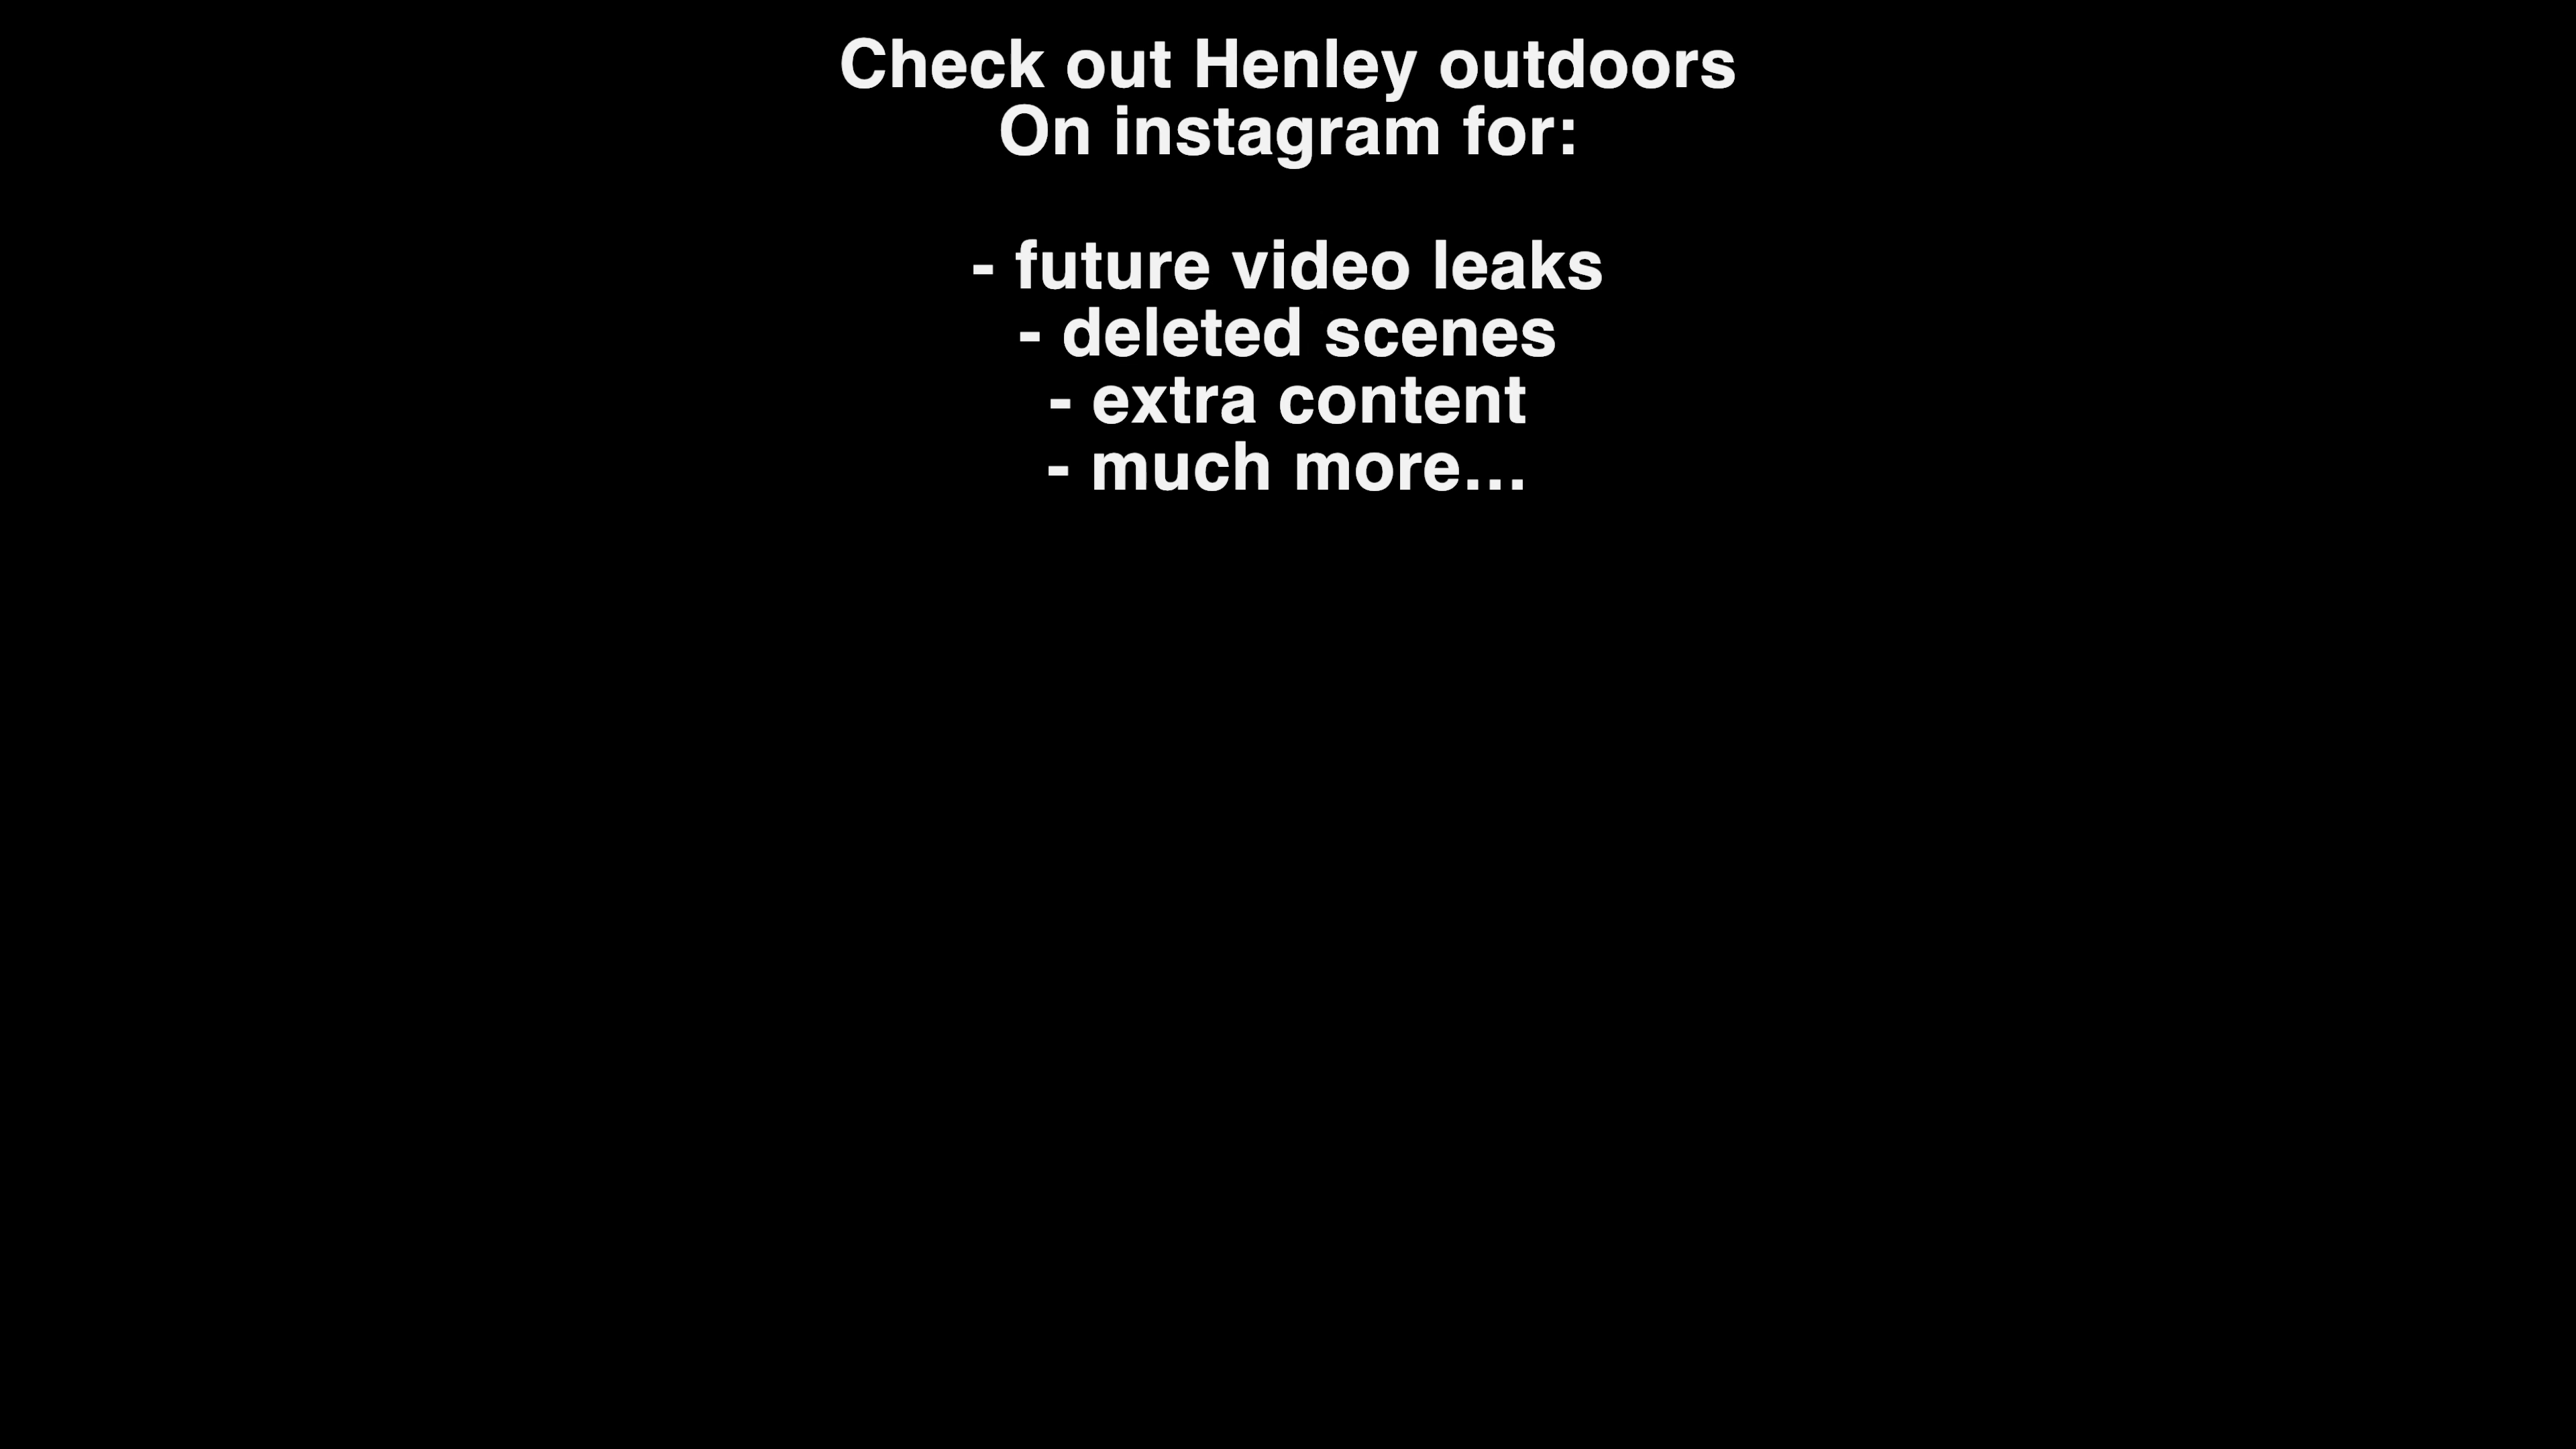 Check out Henley outdoors
On instagram for:
- future video leaks
- deleted scenes
- extra content
- much more...